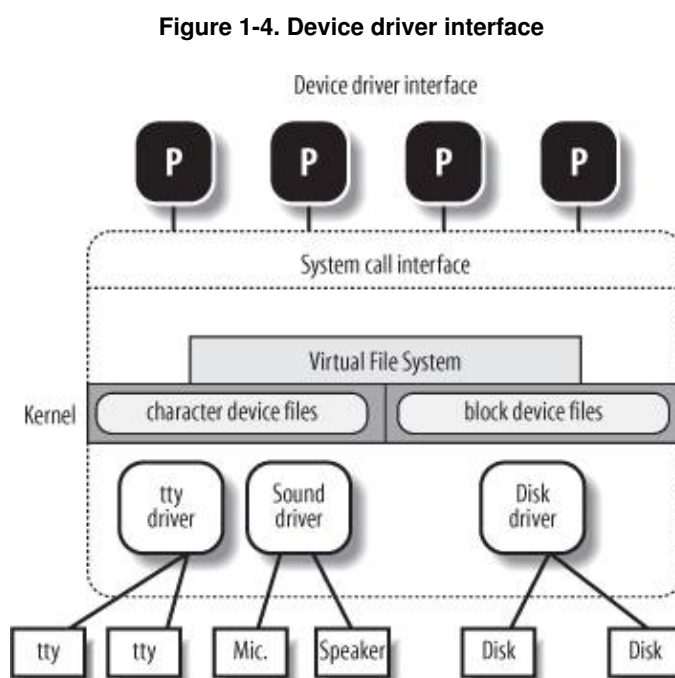 Figure 1-4. Device driver interface
Device driver interface
P P P P
System call interface
Virtual File System
Kernel character device files block device files
tty driver
Sound driver
Disk driver
tty tty Mic. Speaker Disk Disk